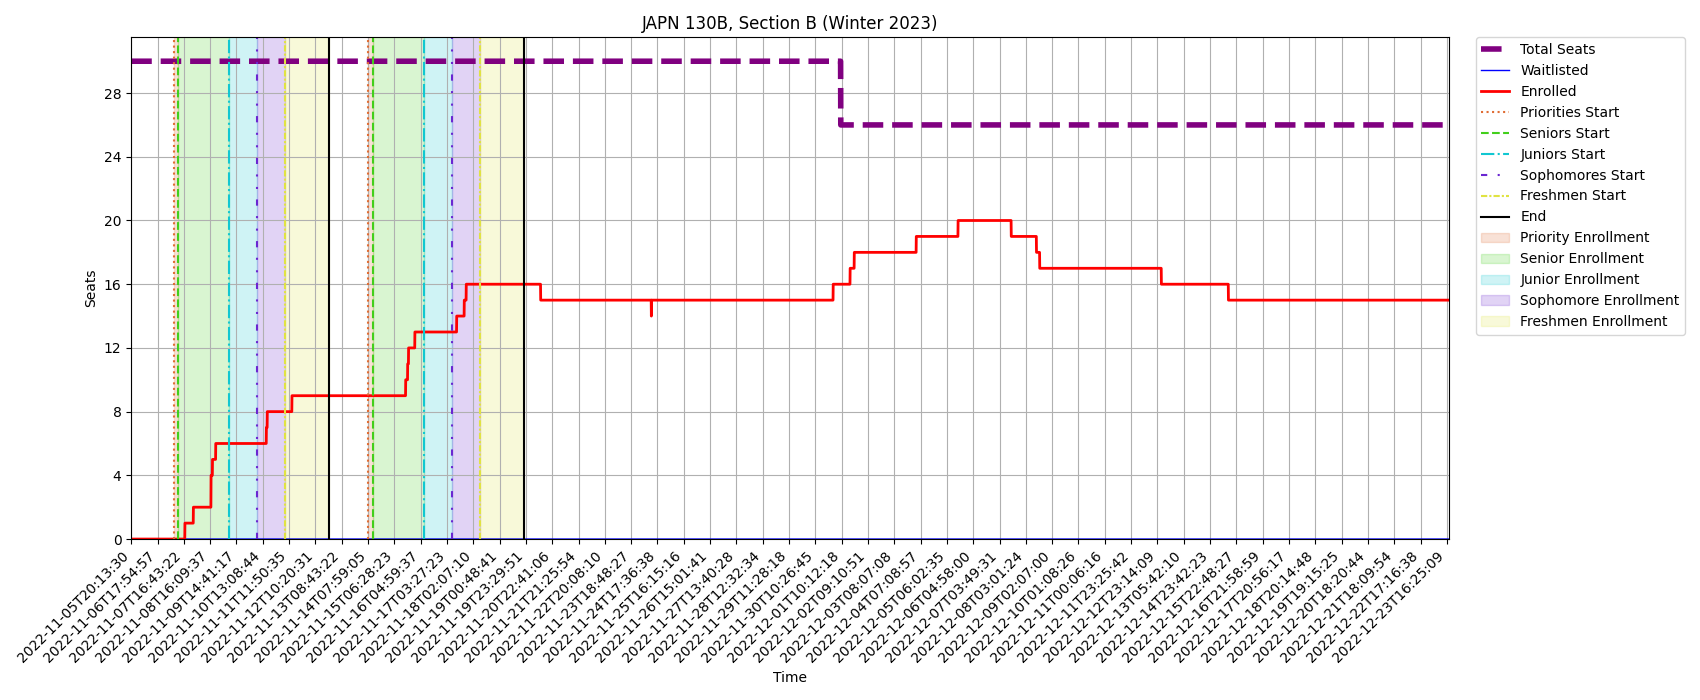 JAPN 130B, Section B (Winter 2023)
Seats
28
24
20
16
12
8
4
0
2022-11-05T20:13:30
2022-11-06T17:54:57
2022-11-07T16:43:22
2022-11-08T16:09:37
2022-11-09T14:41:17
2022-11-10T13:08:44
2022-11-11T11:50:35
2022-11-12T10:20:31
2022-11-13T08:43:22
2022-11-14T07:59:05
2022-11-15T06:28:23
2022-11-16T04:59:37
2022-11-17T03:27:23
2022-11-18T02:07:10
2022-11-19T00:48:41
2022-11-19T23:29:51
2022-11-20T22:41:06
2022-11-21T21:25:54
2022-11-22T20:08:10
2022-11-23T18:48:27
2022-11-24T17:36:38
2022-11-25T16:15:16
2022-11-26T15:01:41
2022-11-27T13:40:28
2022-11-28T12:32:34
2022-11-29T11:28:18
2022-11-30T10:26:45
2022-12-01T10:12:18
2022-12-02T09:10:51
2022-12-03T08:07:08
2022-12-04T07:08:57
2022-12-05T06:02:35
2022-12-06T04:58:00
2022-12-07T03:49:31
2022-12-08T03:01:24
2022-12-09T02:07:00
2022-12-10T01:08:26
2022-12-11T00:06:16
2022-12-11T23:25:42
2022-12-12T23:14:09
2022-12-13T05:42:10
2022-12-14T23:42:23
2022-12-15T22:48:27
2022-12-16T21:58:59
2022-12-17T20:56:17
2022-12-18T20:14:48
2022-12-19T19:15:25
2022-12-20T18:20:44
2022-12-21T18:09:54
2022-12-22T17:16:38
2022-12-23T16:25:09
Time
Total Seats
Waitlisted
Enrolled
Priorities Start
Seniors Start
Juniors Start
Sophomores Start
Freshmen Start
End
Priority Enrollment
Senior Enrollment
Junior Enrollment
Sophomore Enrollment
Freshmen Enrollment